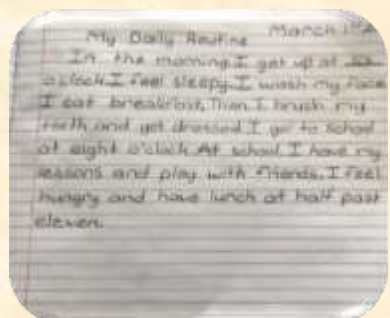 My Daily Routine March 1st
In the morning I get up at six
o'clock. I feel sleepy. I wash my face
I eat breakfast, Then I brush my
teeth and get dressed. I go to school
at eight o'clock. At school I have my
lessons and play with friends. I feel
hungry and have lunch at half past
eleven.